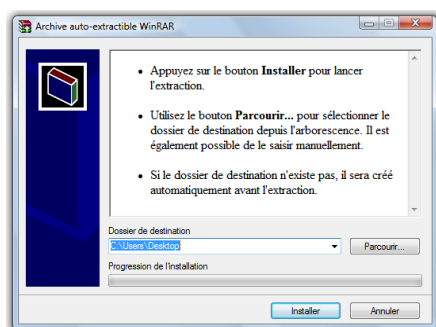 Archive auto-extractible WinRAR
• Appuyez sur le bouton Installer pour lancer
l'extraction.
• Utilisez le bouton Parcourir... pour sélectionner le
dossier de destination depuis l'arborescence. Il est
également possible de le saisir manuellement.
• Si le dossier de destination n'existe pas, il sera créé
automatiquement avant l'extraction.
Dossier de destination
C:\Users\Desktop
Parcourir...
Progression de l'installation
Installer
Annuler